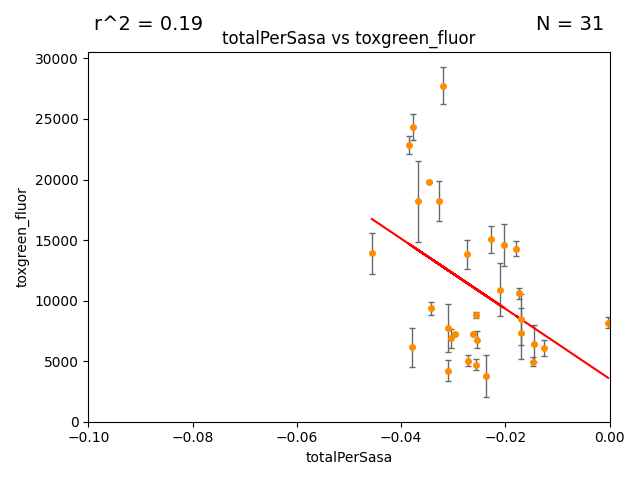 r^2 = 0.19
N = 31
totalPerSasa vs toxgreen_fluor
30000
25000
20000
15000
10000
5000
0
toxgreen_fluor
−0.10
−0.08
−0.06
−0.04
−0.02
0.00
totalPerSasa